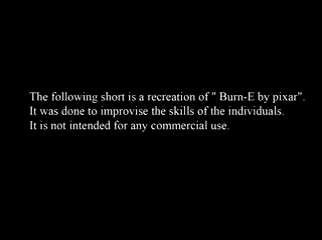 The following short is a recreation of " Burn-E by pixar".
It was done to improvise the skills of the individuals.
It is not intended for any commercial use.